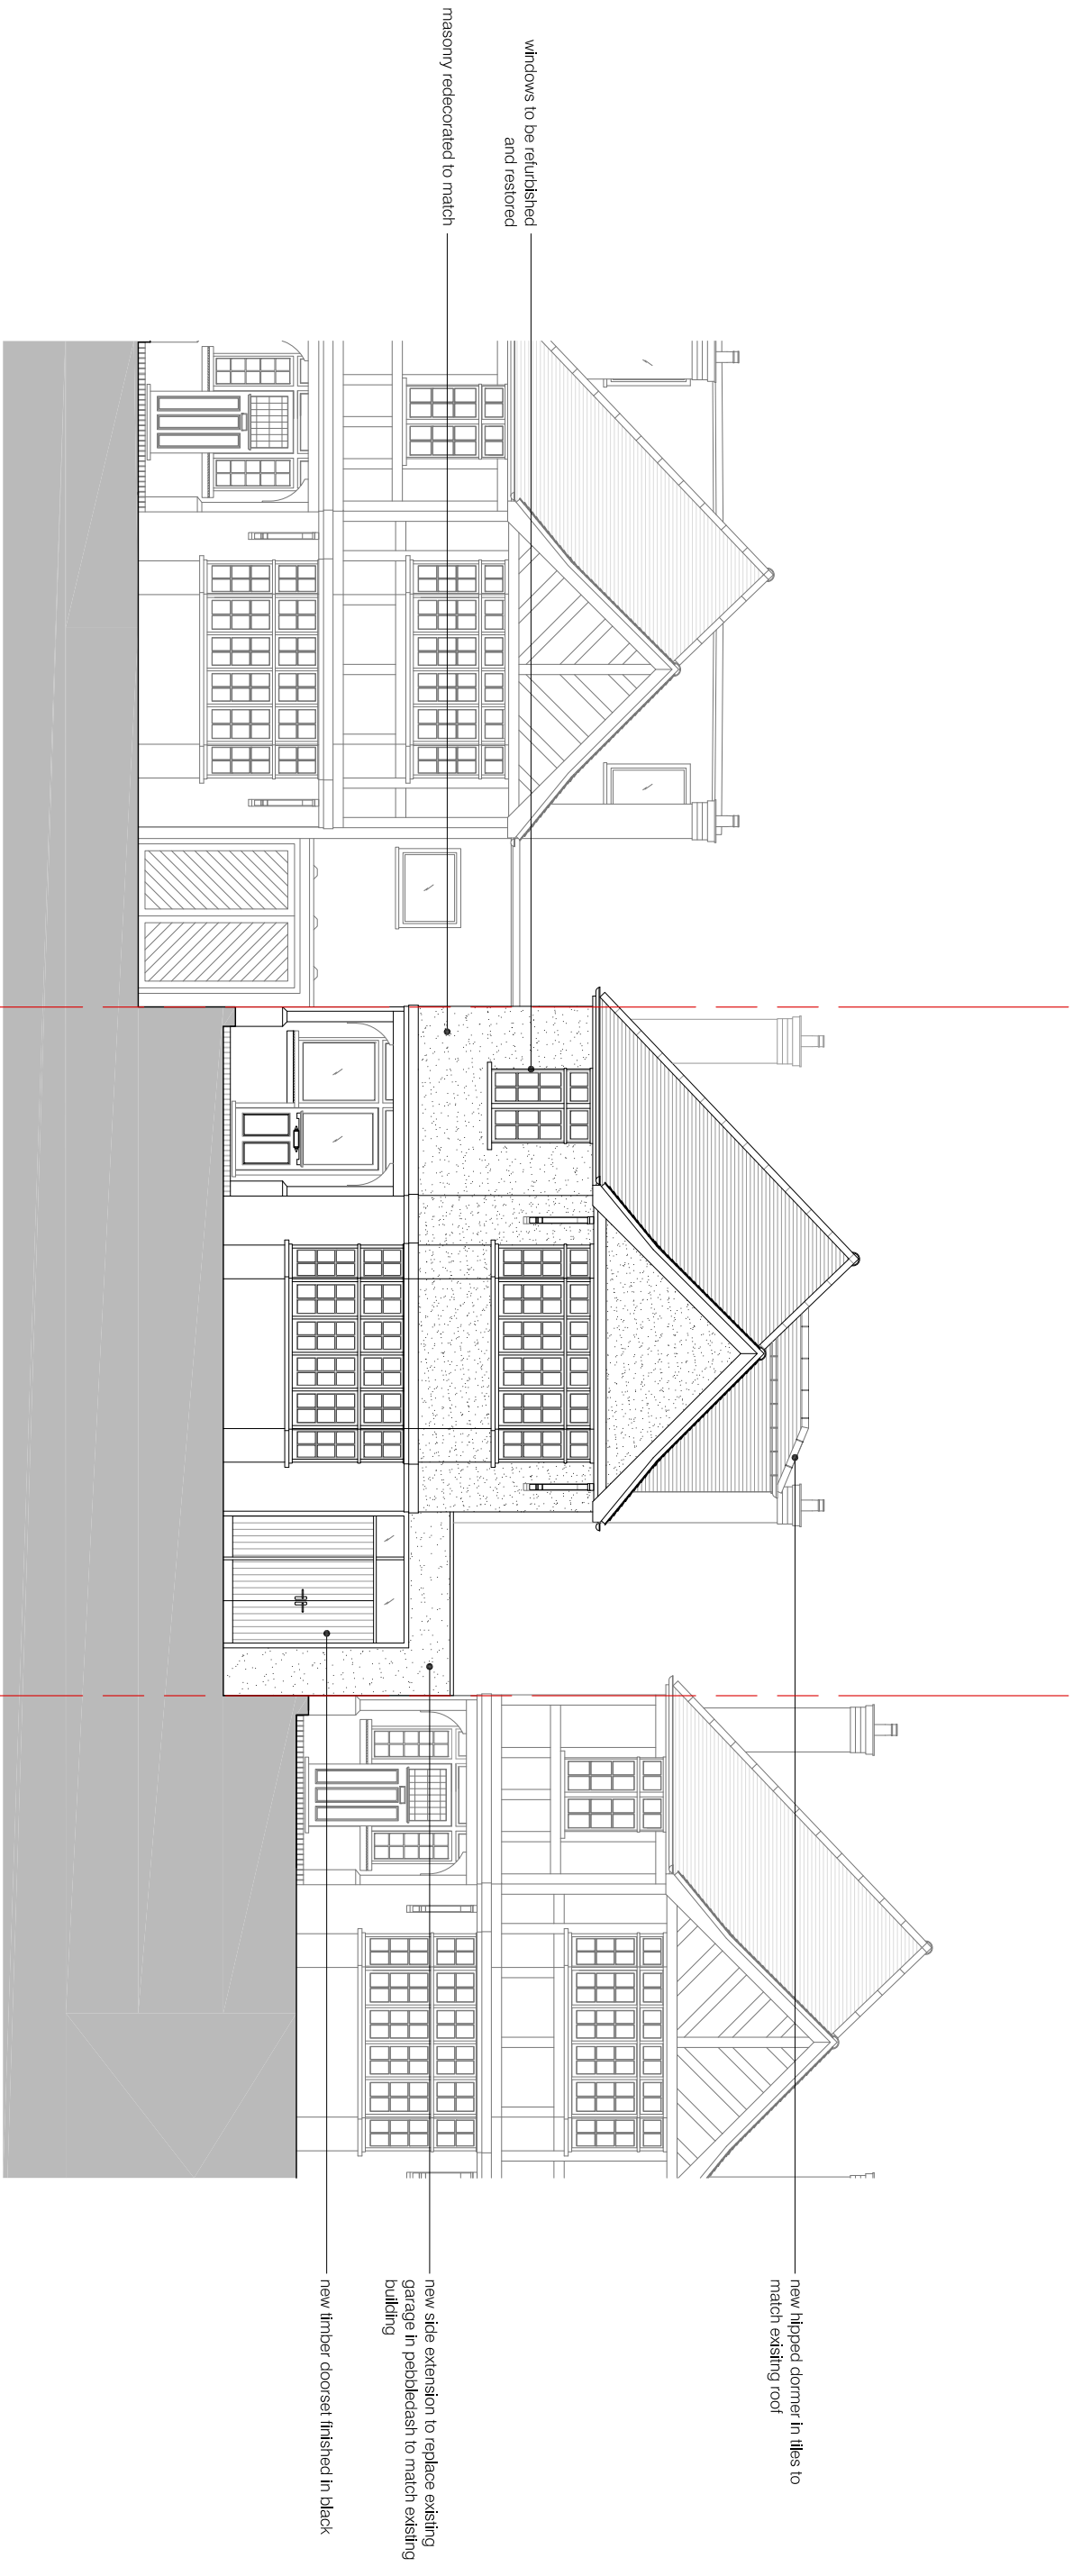 windows to be refurbished
and restored
masonry redecorated to match
new hipped dormer in tiles to
match exisitng roof
new side extension to replace existing
garage in pebbledash to match existing
building
new timber doorset finished in black